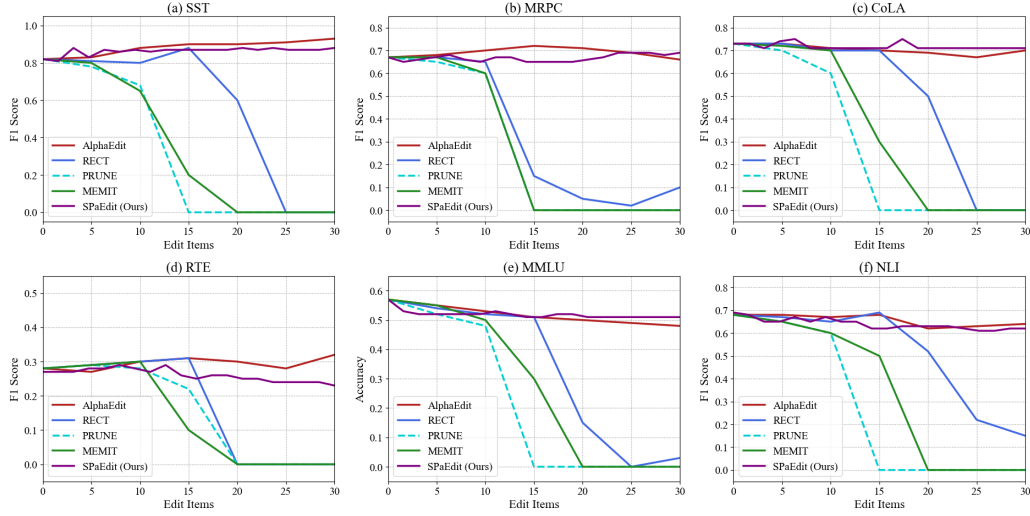 (a) SST
F1 Score
1.0
0.8
0.6
0.4
0.2
0.0
AlphaEdit
RECT
PRUNE
MEMIT
SPaEdit (Ours)
0 5 10 15 20 25 30
Edit Items
(b) MRPC
F1 Score
0.8
0.7
0.6
0.5
0.4
0.3
0.2
0.1
0.0
AlphaEdit
RECT
PRUNE
MEMIT
SPaEdit (Ours)
0 5 10 15 20 25 30
Edit Items
(c) CoLA
F1 Score
0.8
0.7
0.6
0.5
0.4
0.3
0.2
0.1
0.0
AlphaEdit
RECT
PRUNE
MEMIT
SPaEdit (Ours)
0 5 10 15 20 25 30
Edit Items
(d) RTE
F1 Score
0.5
0.4
0.3
0.2
0.1
0.0
AlphaEdit
RECT
PRUNE
MEMIT
SPaEdit (Ours)
0 5 10 15 20 25 30
Edit Items
(e) MMLU
Accuracy
0.6
0.5
0.4
0.3
0.2
0.1
0.0
AlphaEdit
RECT
PRUNE
MEMIT
SPaEdit (Ours)
0 5 10 15 20 25 30
Edit Items
(f) NLI
F1 Score
0.8
0.7
0.6
0.5
0.4
0.3
0.2
0.1
0.0
AlphaEdit
RECT
PRUNE
MEMIT
SPaEdit (Ours)
0 5 10 15 20 25 30
Edit Items